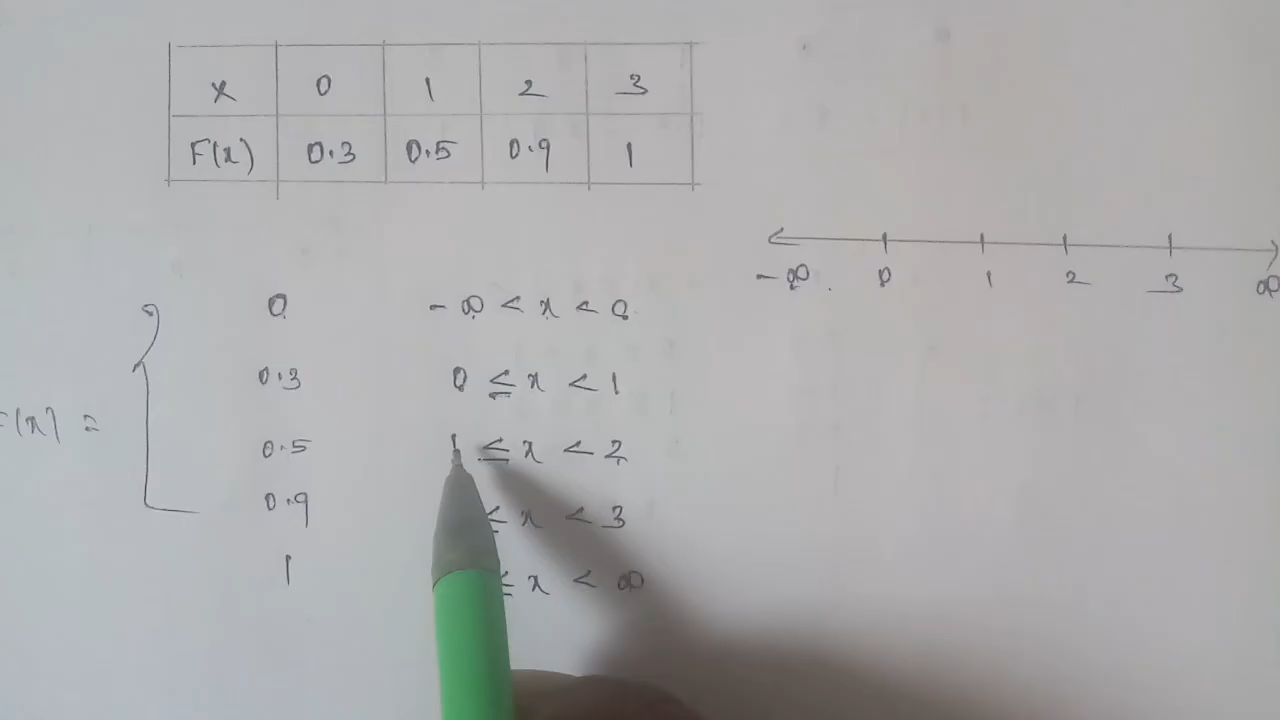 x 0 1 2 3
F(x) 0.3 0.5 0.9 1
-∞ 0 1 2 3 ∞
0 -∞ < x < 0
0.3 0 ≤ x < 1
F(x) =
0.5 1 ≤ x < 2
0.9 ≤ x < 3
1 ≤ x < ∞